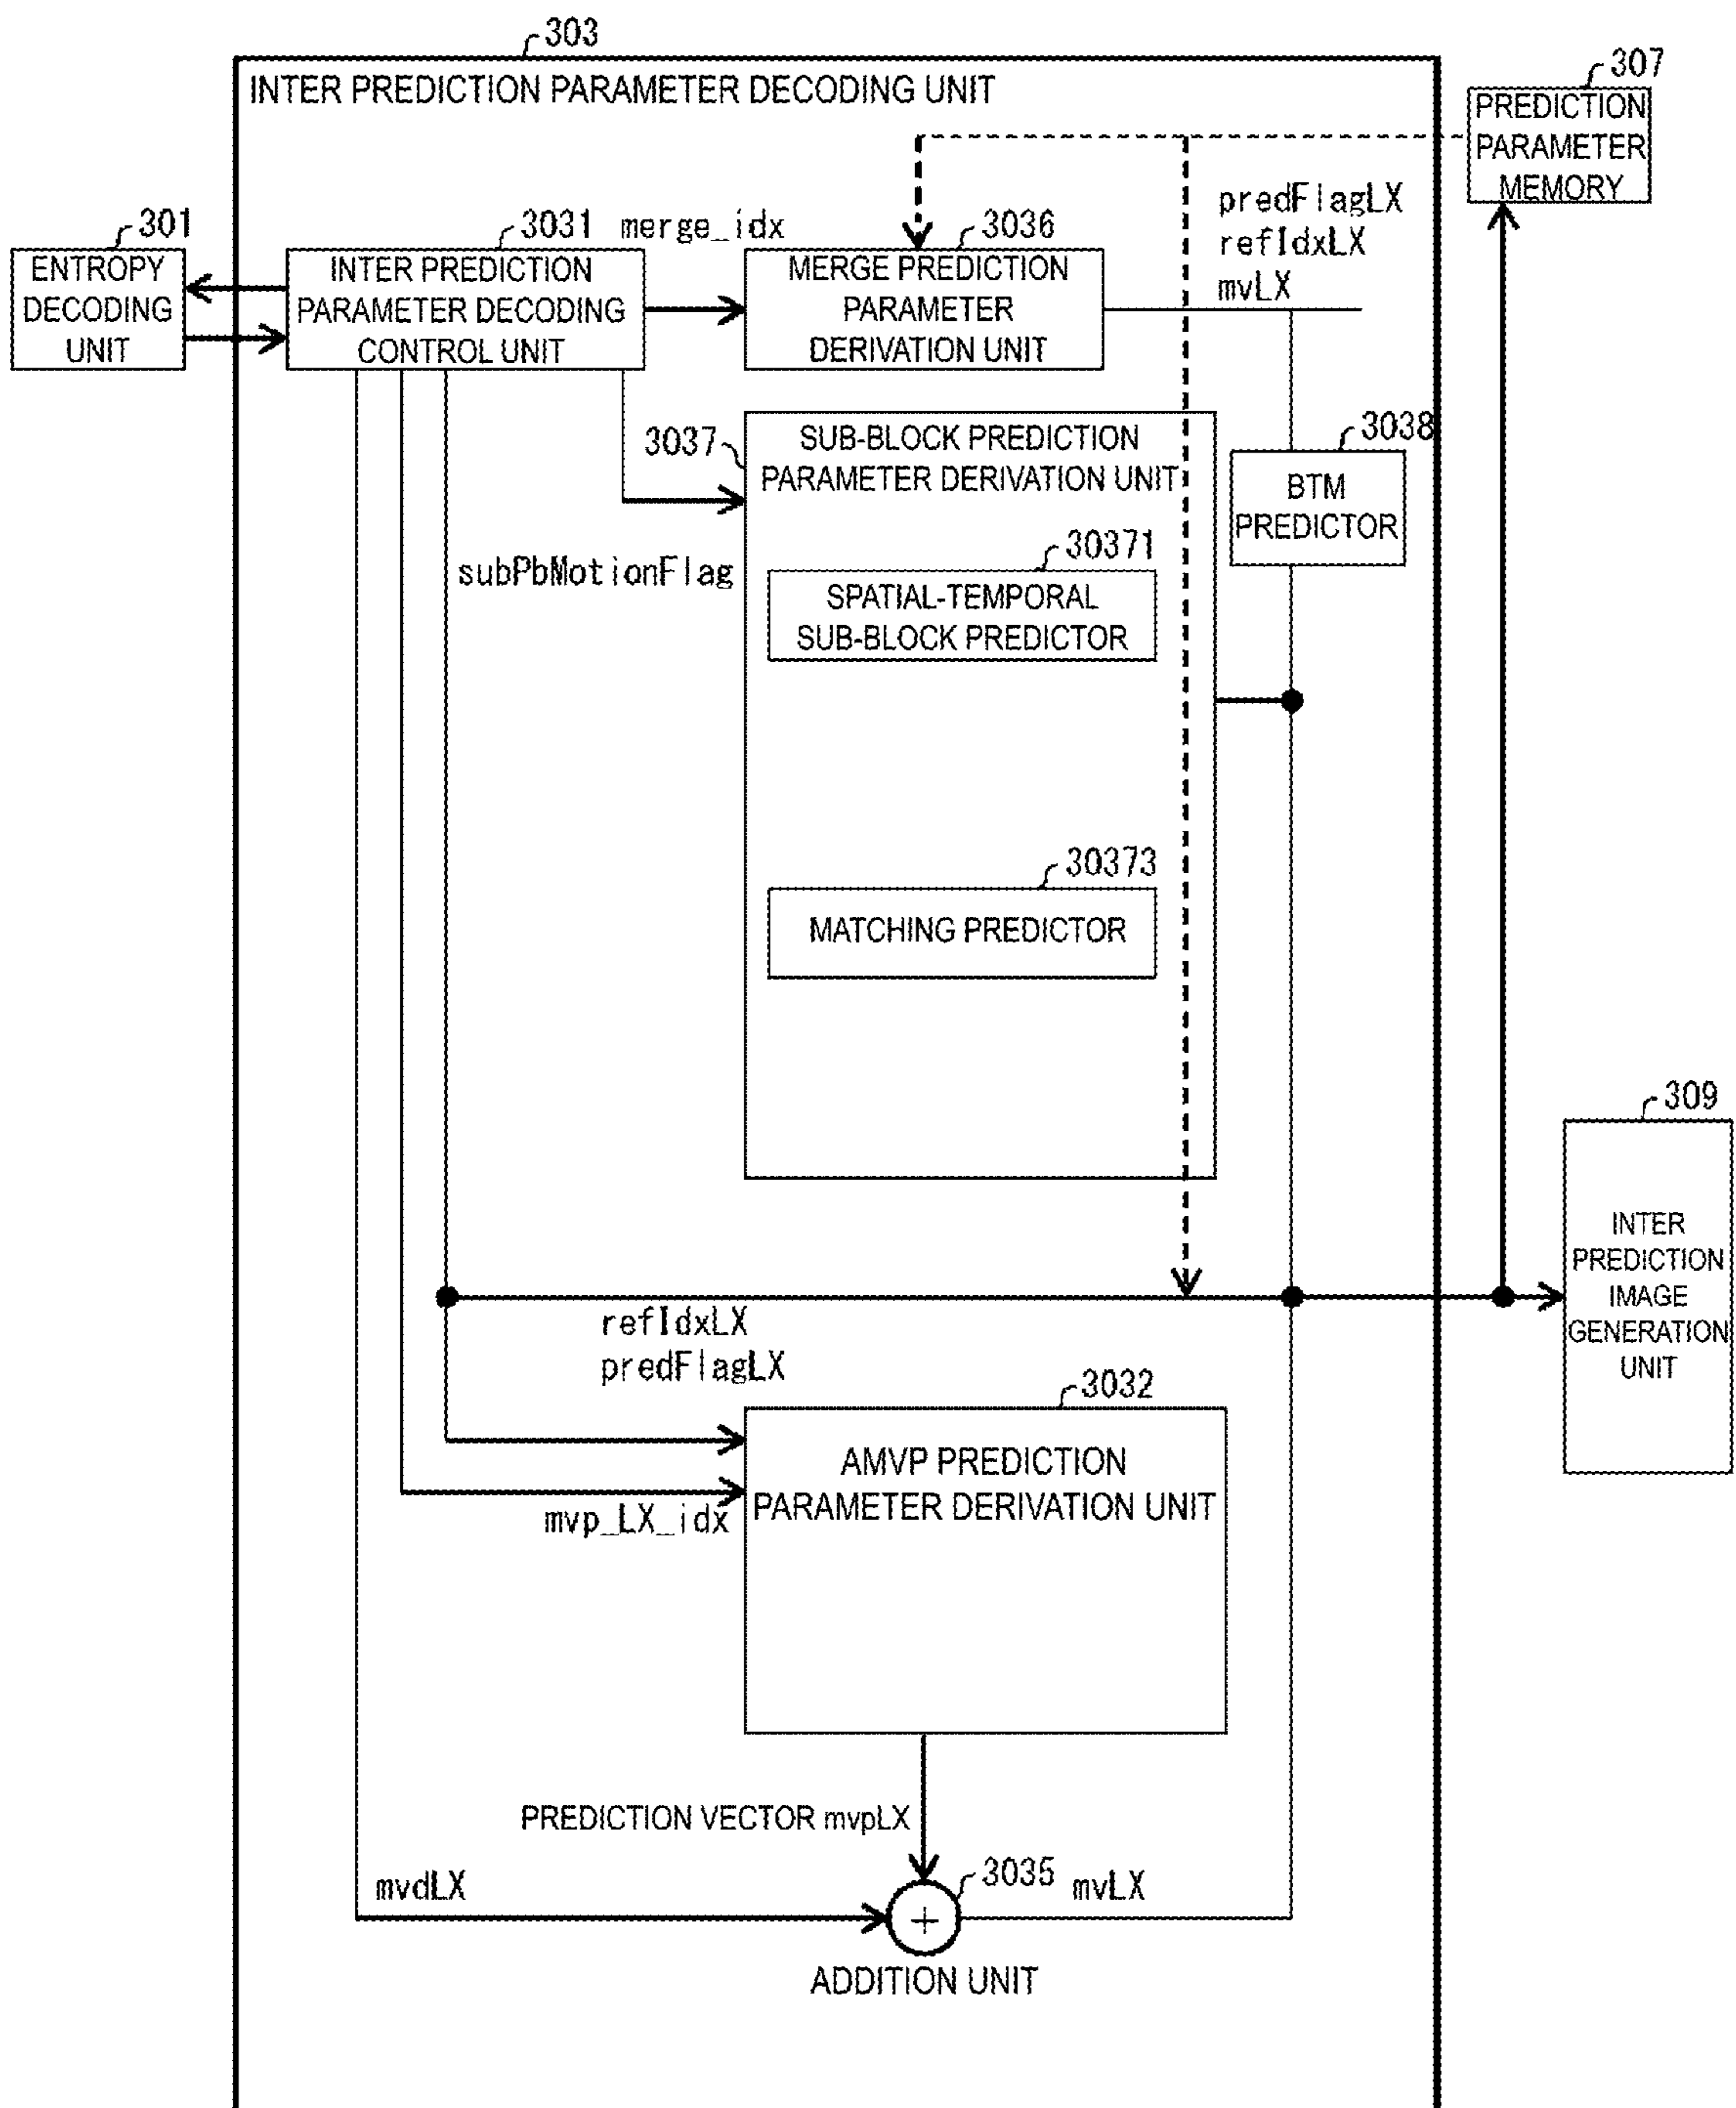 303
INTER PREDICTION PARAMETER DECODING UNIT
307
PREDICTION
PARAMETER
MEMORY
301
ENTROPY
DECODING
UNIT
3031
INTER PREDICTION
PARAMETER DECODING
CONTROL UNIT
merge_idx
3036
MERGE PREDICTION
PARAMETER
DERIVATION UNIT
predFlagLX
refIdxLX
mvLX
3037
SUB-BLOCK PREDICTION
PARAMETER DERIVATION UNIT
3038
BTM
PREDICTOR
subPbMotionFlag
30371
SPATIAL-TEMPORAL
SUB-BLOCK PREDICTOR
30373
MATCHING PREDICTOR
309
INTER
PREDICTION
IMAGE
GENERATION
UNIT
refIdxLX
predFlagLX
3032
AMVP PREDICTION
PARAMETER DERIVATION UNIT
mvp_LX_idx
PREDICTION VECTOR mvpLX
mvdLX
3035
+
mvLX
ADDITION UNIT